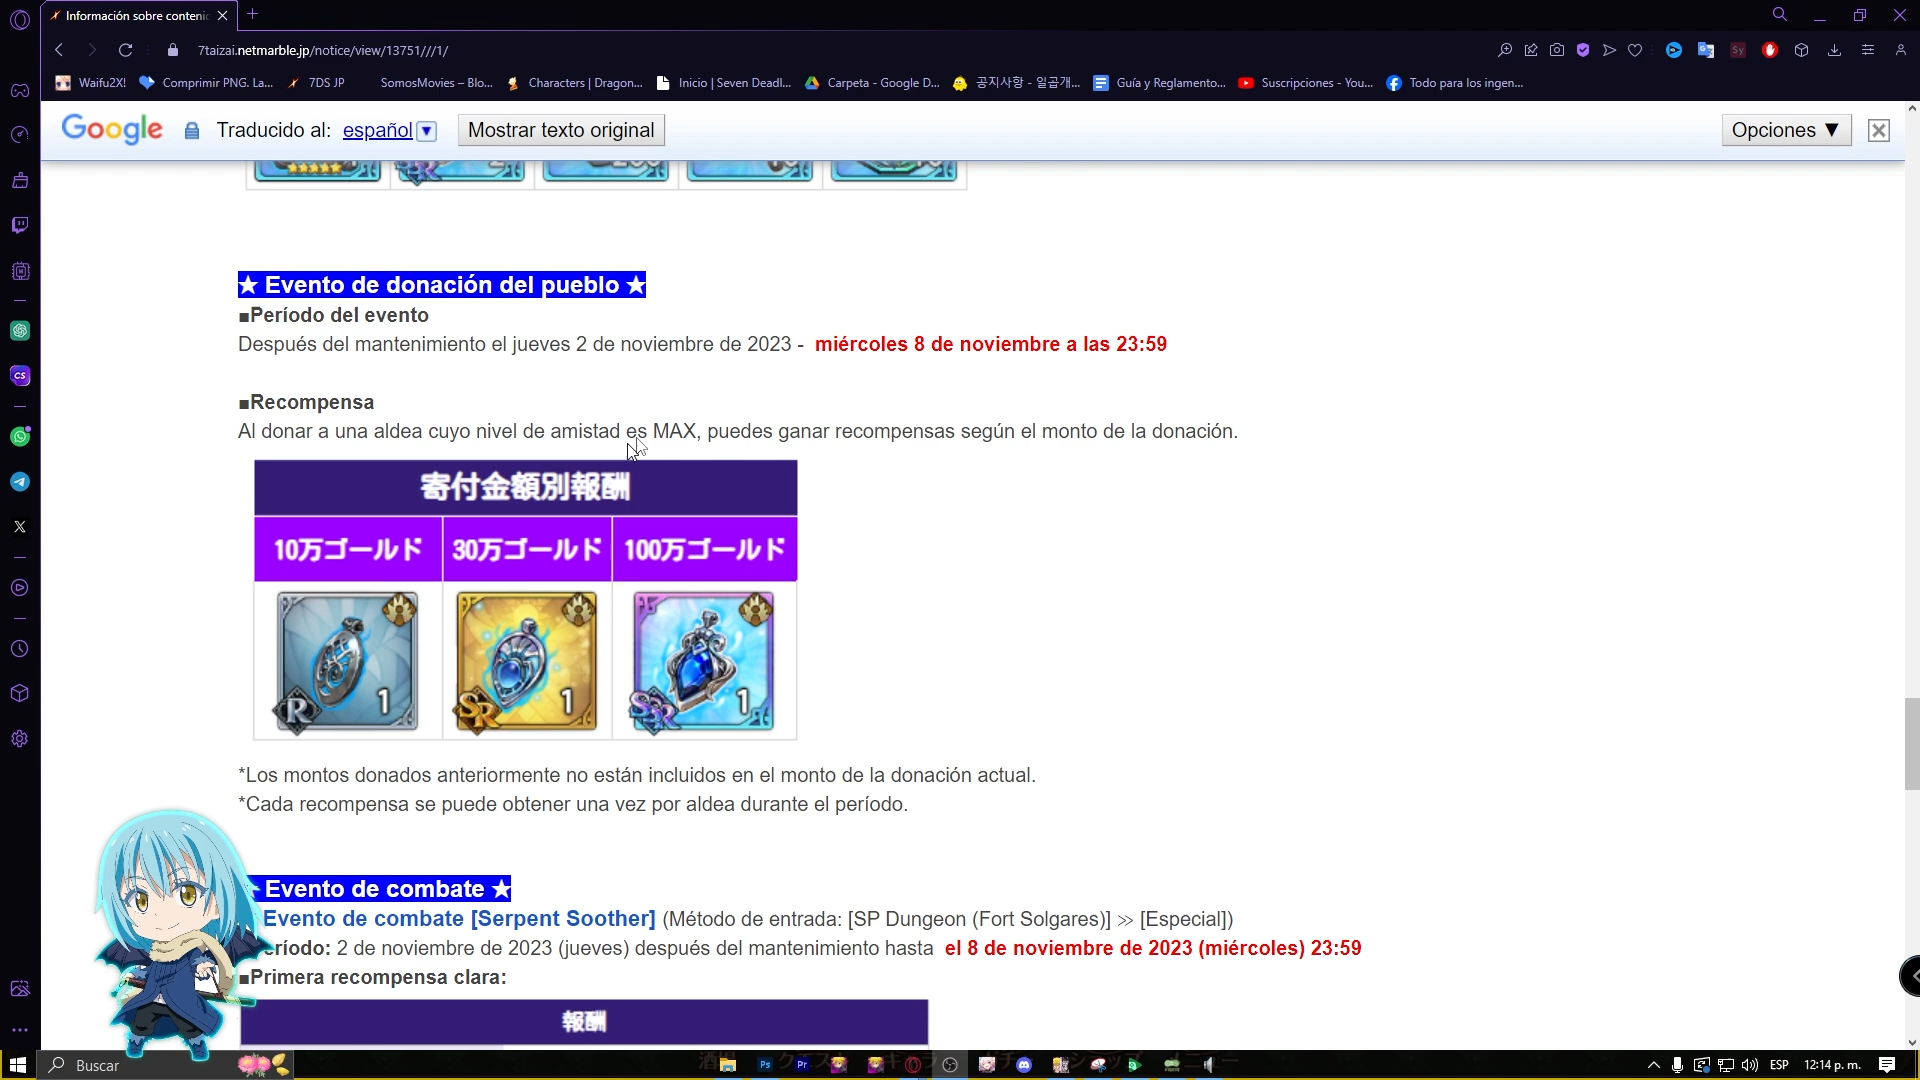 Información sobre conteni
7taizai.netmarble.jp/notice/view/13751///1/
Waifu2X! Comprimir PNG. La... 7DS JP SomosMovies – Blo... Characters | Dragon... Inicio | Seven Deadl... Carpeta - Google D... 공지사항 - 일곱개... Guía y Reglamento... Suscripciones - You... Todo para los ingen...
Google Traducido al: español ▼ Mostrar texto original Opciones ▼
★ Evento de donación del pueblo ★
■Período del evento
Después del mantenimiento el jueves 2 de noviembre de 2023 - miércoles 8 de noviembre a las 23:59
■Recompensa
Al donar a una aldea cuyo nivel de amistad es MAX, puedes ganar recompensas según el monto de la donación.
寄付金額別報酬
10万ゴールド 30万ゴールド 100万ゴールド
R 1 SR 1 SSR 1
*Los montos donados anteriormente no están incluidos en el monto de la donación actual.
*Cada recompensa se puede obtener una vez por aldea durante el período.
Evento de combate ★
Evento de combate [Serpent Soother] (Método de entrada: [SP Dungeon (Fort Solgares)] >> [Especial])
ríodo: 2 de noviembre de 2023 (jueves) después del mantenimiento hasta el 8 de noviembre de 2023 (miércoles) 23:59
■Primera recompensa clara:
報酬
Buscar
ESP 12:14 p. m.